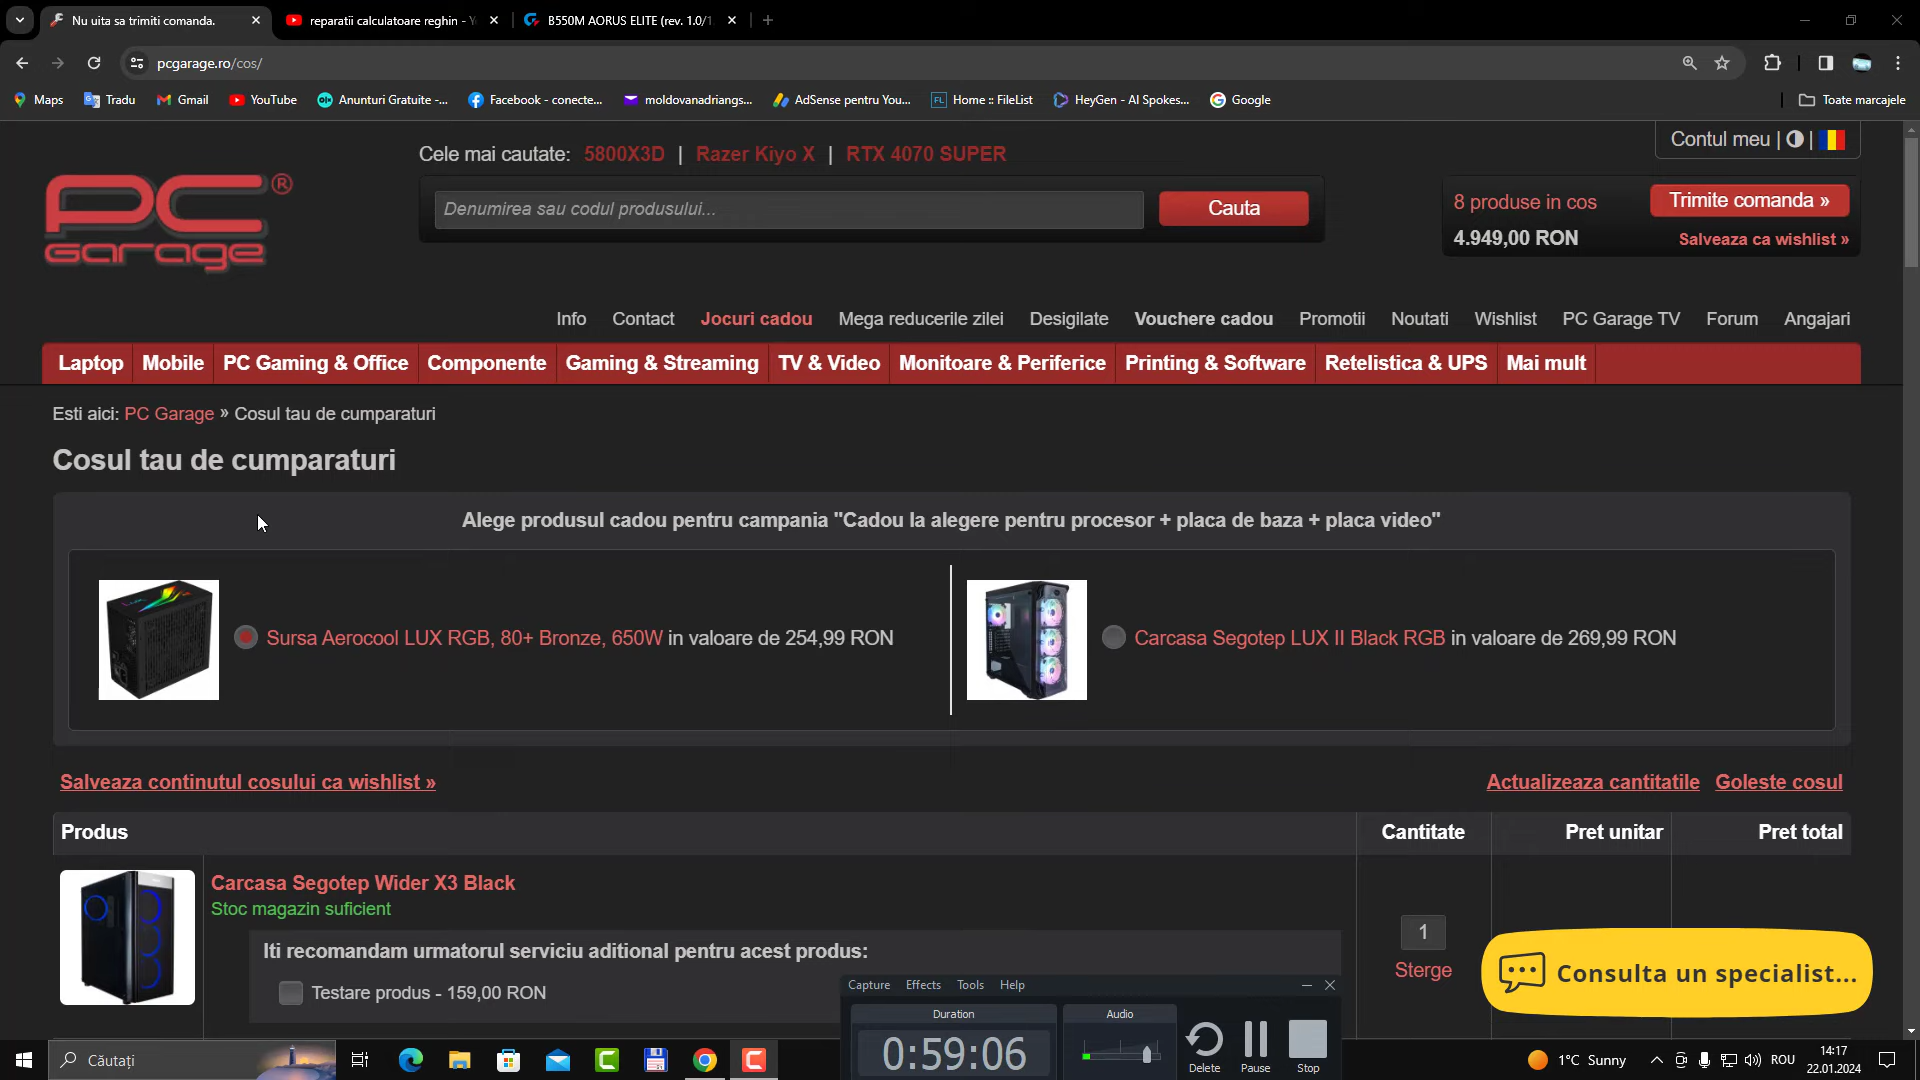 Nu uita sa trimiti comanda.
reparatii calculatoare reghin -
B550M AORUS ELITE (rev. 1.0/1
pcgarage.ro/cos/
Maps
Tradu
Gmail
YouTube
Anunturi Gratuite -...
Facebook - conecte...
moldovanadriangs...
AdSense pentru You...
FL
Home :: FileList
HeyGen - AI Spokes...
Google
Toate marcajele
Cele mai cautate: 5800X3D | Razer Kiyo X | RTX 4070 SUPER
Contul meu |
PC
Garage
®
Denumirea sau codul produsului...
Cauta
8 produse in cos
Trimite comanda »
4.949,00 RON
Salveaza ca wishlist »
Info
Contact
Jocuri cadou
Mega reducerile zilei
Desigilate
Vouchere cadou
Promotii
Noutati
Wishlist
PC Garage TV
Forum
Angajari
Laptop
Mobile
PC Gaming & Office
Componente
Gaming & Streaming
TV & Video
Monitoare & Periferice
Printing & Software
Retelistica & UPS
Mai mult
Esti aici: PC Garage » Cosul tau de cumparaturi
Cosul tau de cumparaturi
Alege produsul cadou pentru campania "Cadou la alegere pentru procesor + placa de baza + placa video"
Sursa Aerocool LUX RGB, 80+ Bronze, 650W in valoare de 254,99 RON
Carcasa Segotep LUX II Black RGB in valoare de 269,99 RON
Salveaza continutul cosului ca wishlist »
Actualizeaza cantitatile
Goleste cosul
Produs
Cantitate
Pret unitar
Pret total
Carcasa Segotep Wider X3 Black
Stoc magazin suficient
Iti recomandam urmatorul serviciu aditional pentru acest produs:
Testare produs - 159,00 RON
1
Sterge
Consulta un specialist...
Capture
Effects
Tools
Help
Duration
0:59:06
Audio
Delete
Pause
Stop
Căutați
1°C Sunny
ROU
14:17
22.01.2024